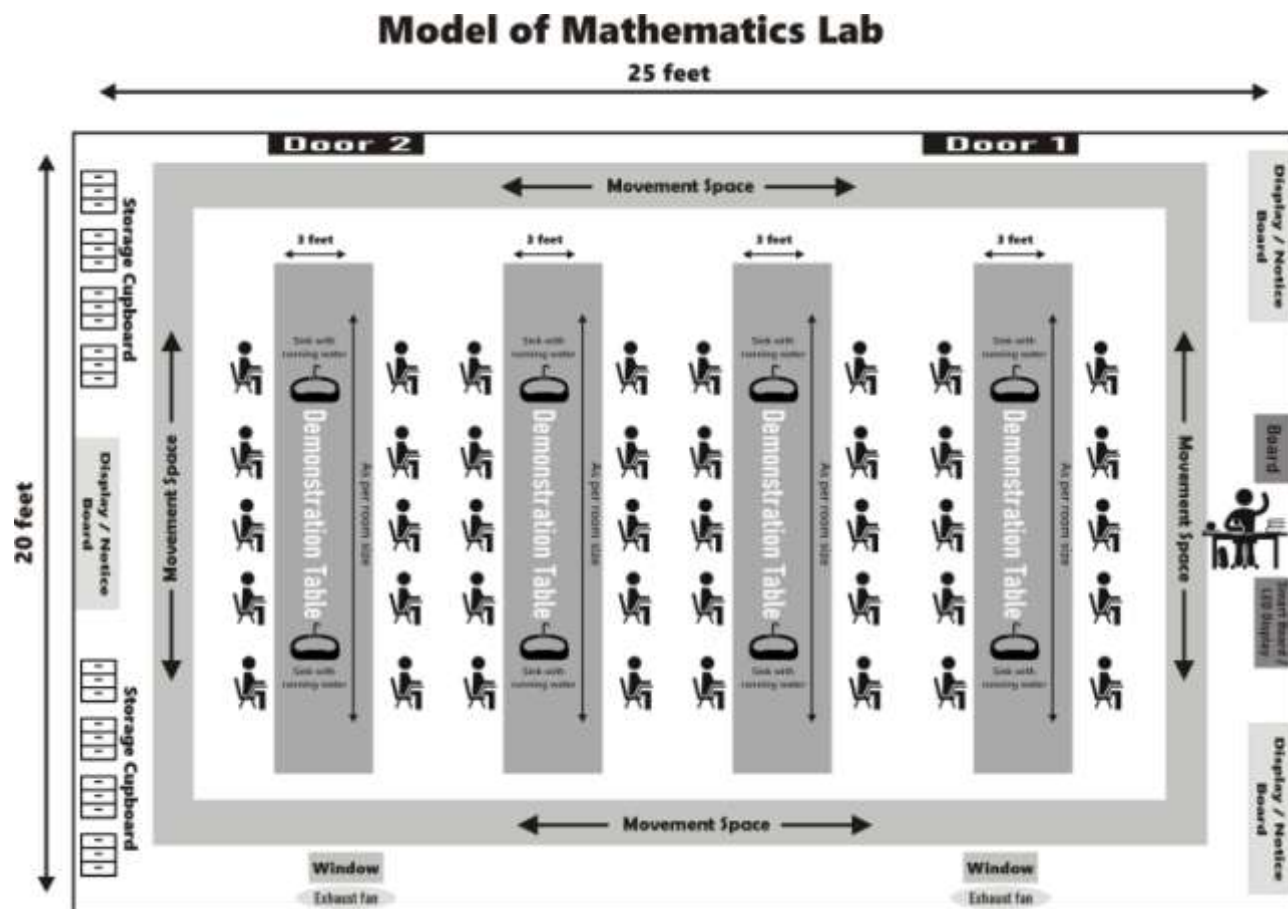 Model of Mathematics Lab
25 feet
20 feet
Door 2
Door 1
Movement Space
Storage Cupboard
Display / Notice
Board
Storage Cupboard
Movement Space
3 feet
Sink with
running water
Demonstration Table
As per room size
Sink with
running water
3 feet
Sink with
running water
Demonstration Table
As per room size
Sink with
running water
3 feet
Sink with
running water
Demonstration Table
As per room size
Sink with
running water
3 feet
Sink with
running water
Demonstration Table
As per room size
Sink with
running water
Movement Space
Display / Notice
Board
Board
Smart Board
LED Display
Display / Notice
Board
Movement Space
Window
Exhaust fan
Window
Exhaust fan